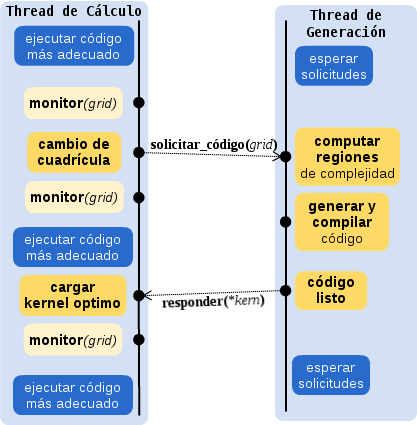 Thread de Cálculo
ejecutar código
más adecuado
monitor(grid)
cambio de
cuadrícula
monitor(grid)
ejecutar código
más adecuado
cargar
kernel optimo
monitor(grid)
ejecutar código
más adecuado
solicitar_código(grid)
responder(*kern)
Thread de
Generación
esperar
solicitudes
computar
regiones
de complejidad
generar y
compilar
código
código
listo
esperar
solicitudes